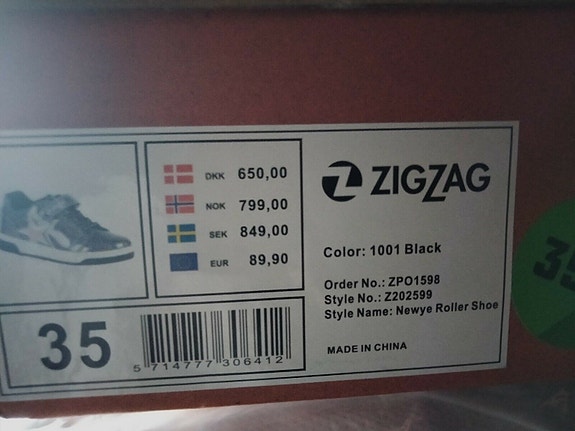 DKK 650,00
NOK 799,00
SEK 849,00
EUR 89,90
ZIGZAG
Color: 1001 Black
Order No.: ZPO1598
Style No.: Z202599
Style Name: Newye Roller Shoe
MADE IN CHINA
35
5 714777 306412
35